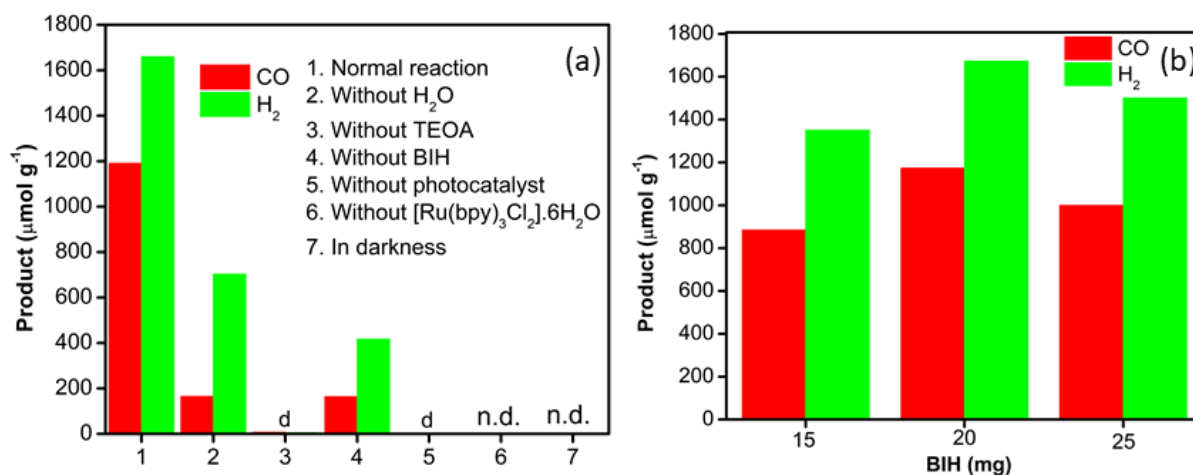 (a)
CO
H₂
1. Normal reaction
2. Without H₂O
3. Without TEOA
4. Without BIH
5. Without photocatalyst
6. Without [Ru(bpy)₃Cl₂].6H₂O
7. In darkness
Product (μmol g⁻¹)
1800
1600
1400
1200
1000
800
600
400
200
0
d
d
n.d.
n.d.
1 2 3 4 5 6 7
(b)
CO
H₂
Product (μmol g⁻¹)
1800
1600
1400
1200
1000
800
600
400
200
0
15 20 25
BIH (mg)